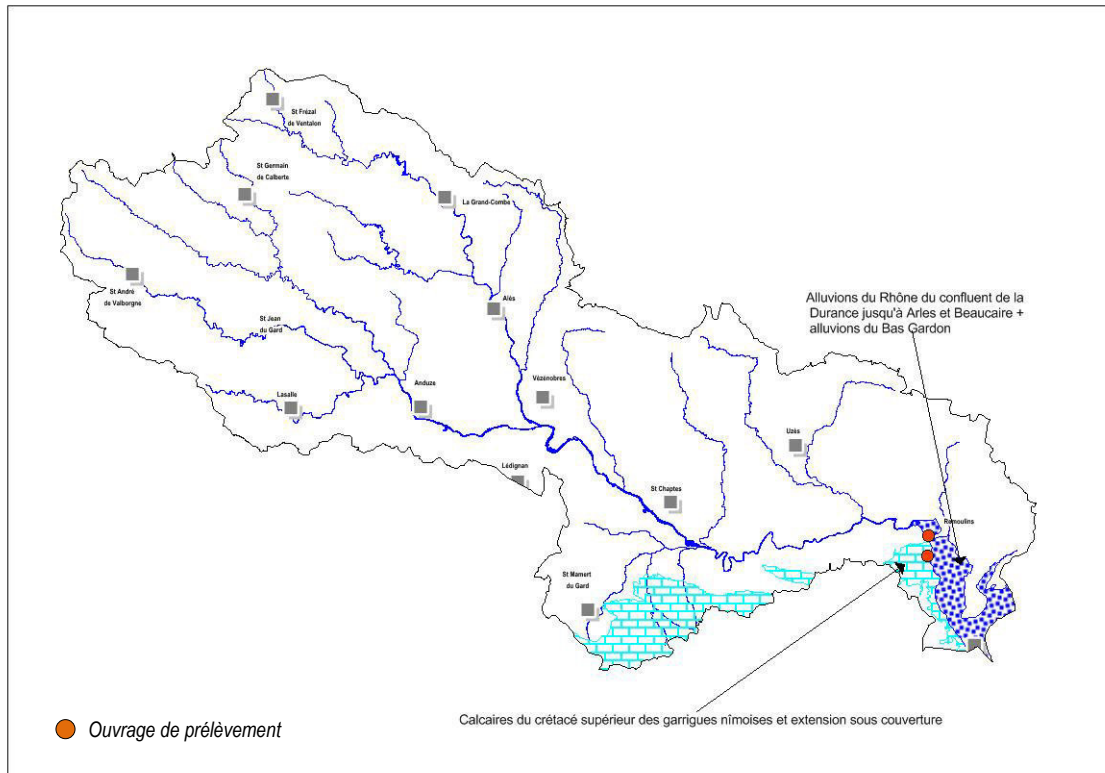 St Frézal
de Ventalon
St Germain
de Calberte
La Grand-Combe
St André
de Valborgne
Alès
St Jean
du Gard
Alluvions du Rhône du confluent de la
Durance jusqu'à Arles et Beaucaire +
alluvions du Bas Gardon
Vézénobres
Anduze
Lasalle
Uzès
Lédignan
St Chaptes
Remoulins
St Mamert
du Gard
Calcaires du crétacé supérieur des garrigues nîmoises et extension sous couverture
Ouvrage de prélèvement